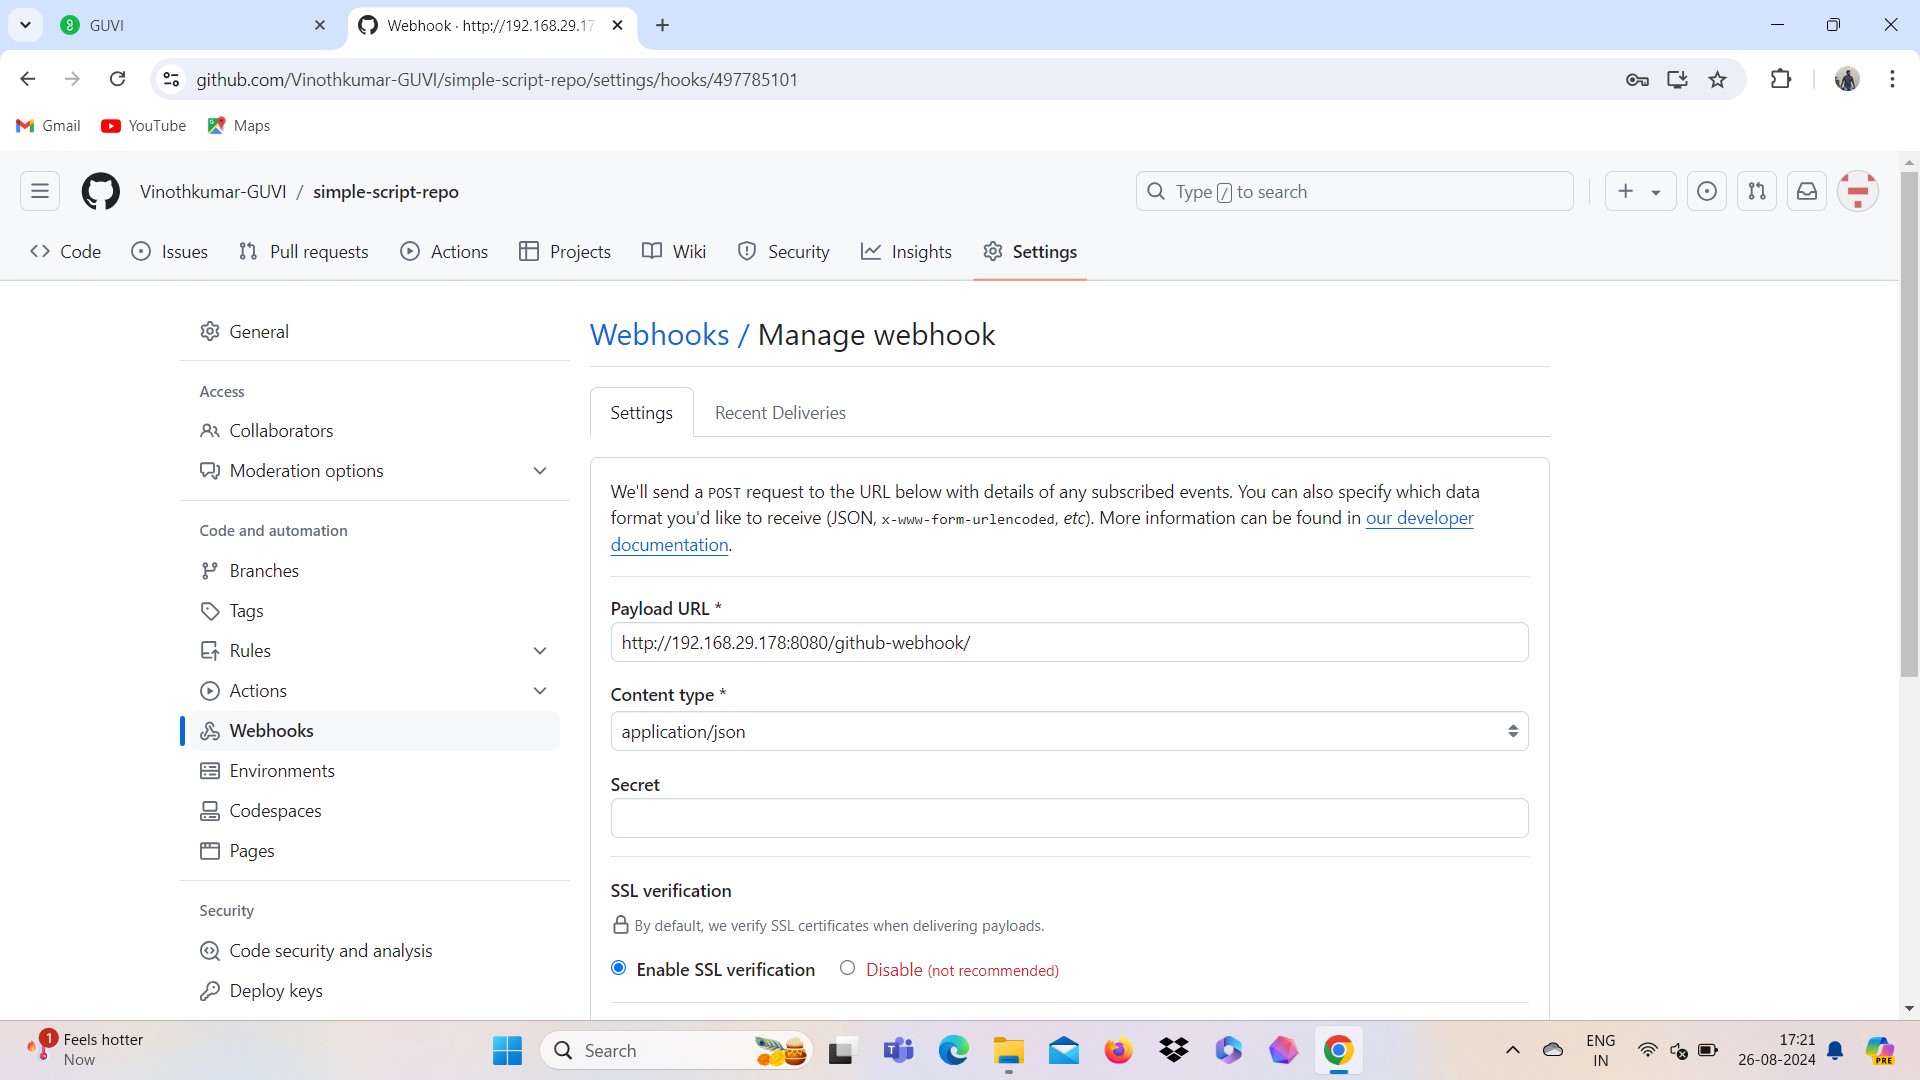 GUVI
Webhook · http://192.168.29.17
github.com/Vinothkumar-GUVI/simple-script-repo/settings/hooks/497785101
Gmail
YouTube
Maps
Vinothkumar-GUVI / simple-script-repo
Type / to search
Code
Issues
Pull requests
Actions
Projects
Wiki
Security
Insights
Settings
General
Access
Collaborators
Moderation options
Code and automation
Branches
Tags
Rules
Actions
Webhooks
Environments
Codespaces
Pages
Security
Code security and analysis
Deploy keys
Webhooks / Manage webhook
Settings
Recent Deliveries
We'll send a POST request to the URL below with details of any subscribed events. You can also specify which data
format you'd like to receive (JSON, x-www-form-urlencoded, etc). More information can be found in our developer
documentation.
Payload URL *
http://192.168.29.178:8080/github-webhook/
Content type *
application/json
Secret
SSL verification
By default, we verify SSL certificates when delivering payloads.
Enable SSL verification
Disable (not recommended)
1
Feels hotter
Now
Search
ENG
IN
17:21
26-08-2024
PRE